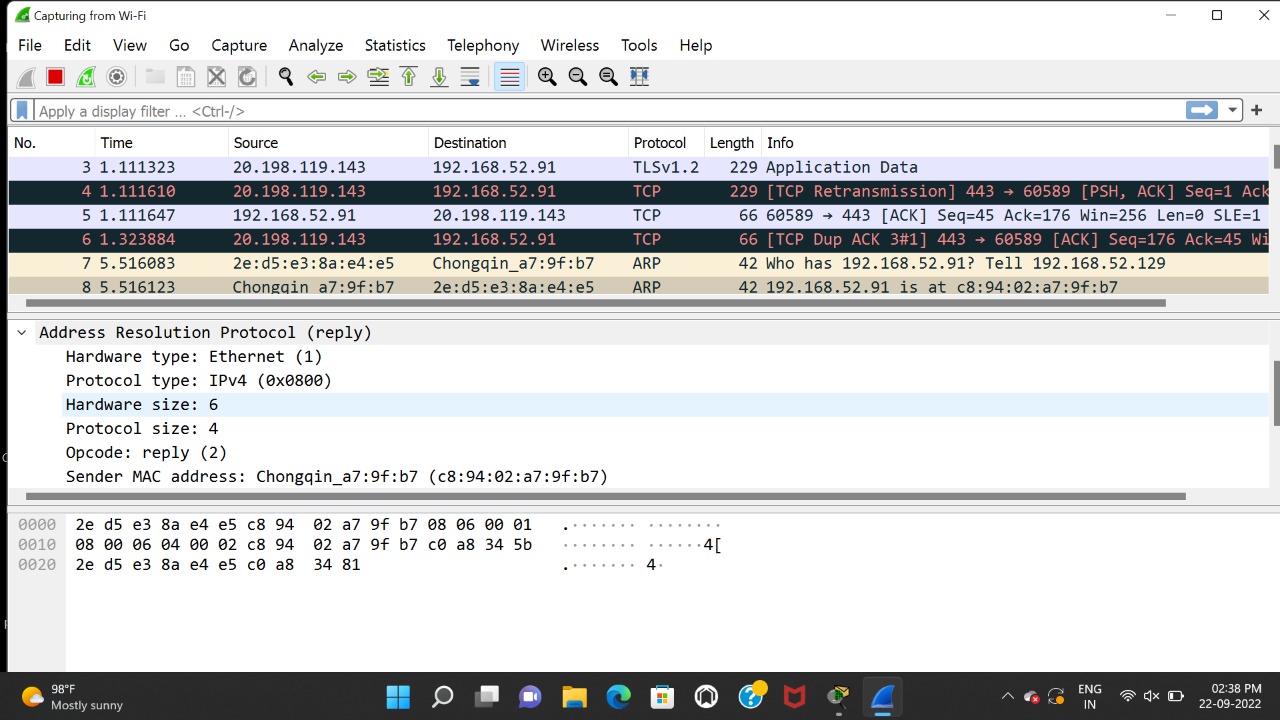 Capturing from Wi-Fi
File Edit View Go Capture Analyze Statistics Telephony Wireless Tools Help
Apply a display filter ... <Ctrl-/>
No. Time Source Destination Protocol Length Info
3 1.111323 20.198.119.143 192.168.52.91 TLSv1.2 229 Application Data
4 1.111610 20.198.119.143 192.168.52.91 TCP 229 [TCP Retransmission] 443 → 60589 [PSH, ACK] Seq=1 Ack
5 1.111647 192.168.52.91 20.198.119.143 TCP 66 60589 → 443 [ACK] Seq=45 Ack=176 Win=256 Len=0 SLE=1
6 1.323884 20.198.119.143 192.168.52.91 TCP 66 [TCP Dup ACK 3#1] 443 → 60589 [ACK] Seq=176 Ack=45 Wi
7 5.516083 2e:d5:e3:8a:e4:e5 Chongqin_a7:9f:b7 ARP 42 Who has 192.168.52.91? Tell 192.168.52.129
8 5.516123 Chongqin_a7:9f:b7 2e:d5:e3:8a:e4:e5 ARP 42 192.168.52.91 is at c8:94:02:a7:9f:b7
Address Resolution Protocol (reply)
Hardware type: Ethernet (1)
Protocol type: IPv4 (0x0800)
Hardware size: 6
Protocol size: 4
Opcode: reply (2)
Sender MAC address: Chongqin_a7:9f:b7 (c8:94:02:a7:9f:b7)
0000 2e d5 e3 8a e4 e5 c8 94 02 a7 9f b7 08 06 00 01 .······· ········
0010 08 00 06 04 00 02 c8 94 02 a7 9f b7 c0 a8 34 5b ········ ······4[
0020 2e d5 e3 8a e4 e5 c0 a8 34 81 .······· 4·
98°F
Mostly sunny
ENG
IN
02:38 PM
22-09-2022